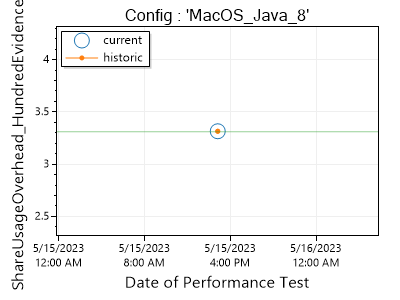 Config : 'MacOS_Java_8'
current
historic
ShareUsageOverhead_HundredEvidence
4
3.5
3
2.5
5/15/2023 5/15/2023 5/15/2023 5/16/2023
12:00 AM 8:00 AM 4:00 PM 12:00 AM
Date of Performance Test